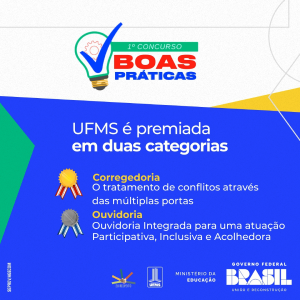 1º CONCURSO
BOAS
PRÁTICAS
UFMS é premiada
em duas categorias
Corregedoria
O tratamento de conflitos através
das múltiplas portas
Ouvidoria
Ouvidoria Integrada para uma atuação
Participativa, Inclusiva e Acolhedora
UFMS
MINISTÉRIO DA
EDUCAÇÃO
GOVERNO FEDERAL
BRASIL
UNIÃO E RECONSTRUÇÃO